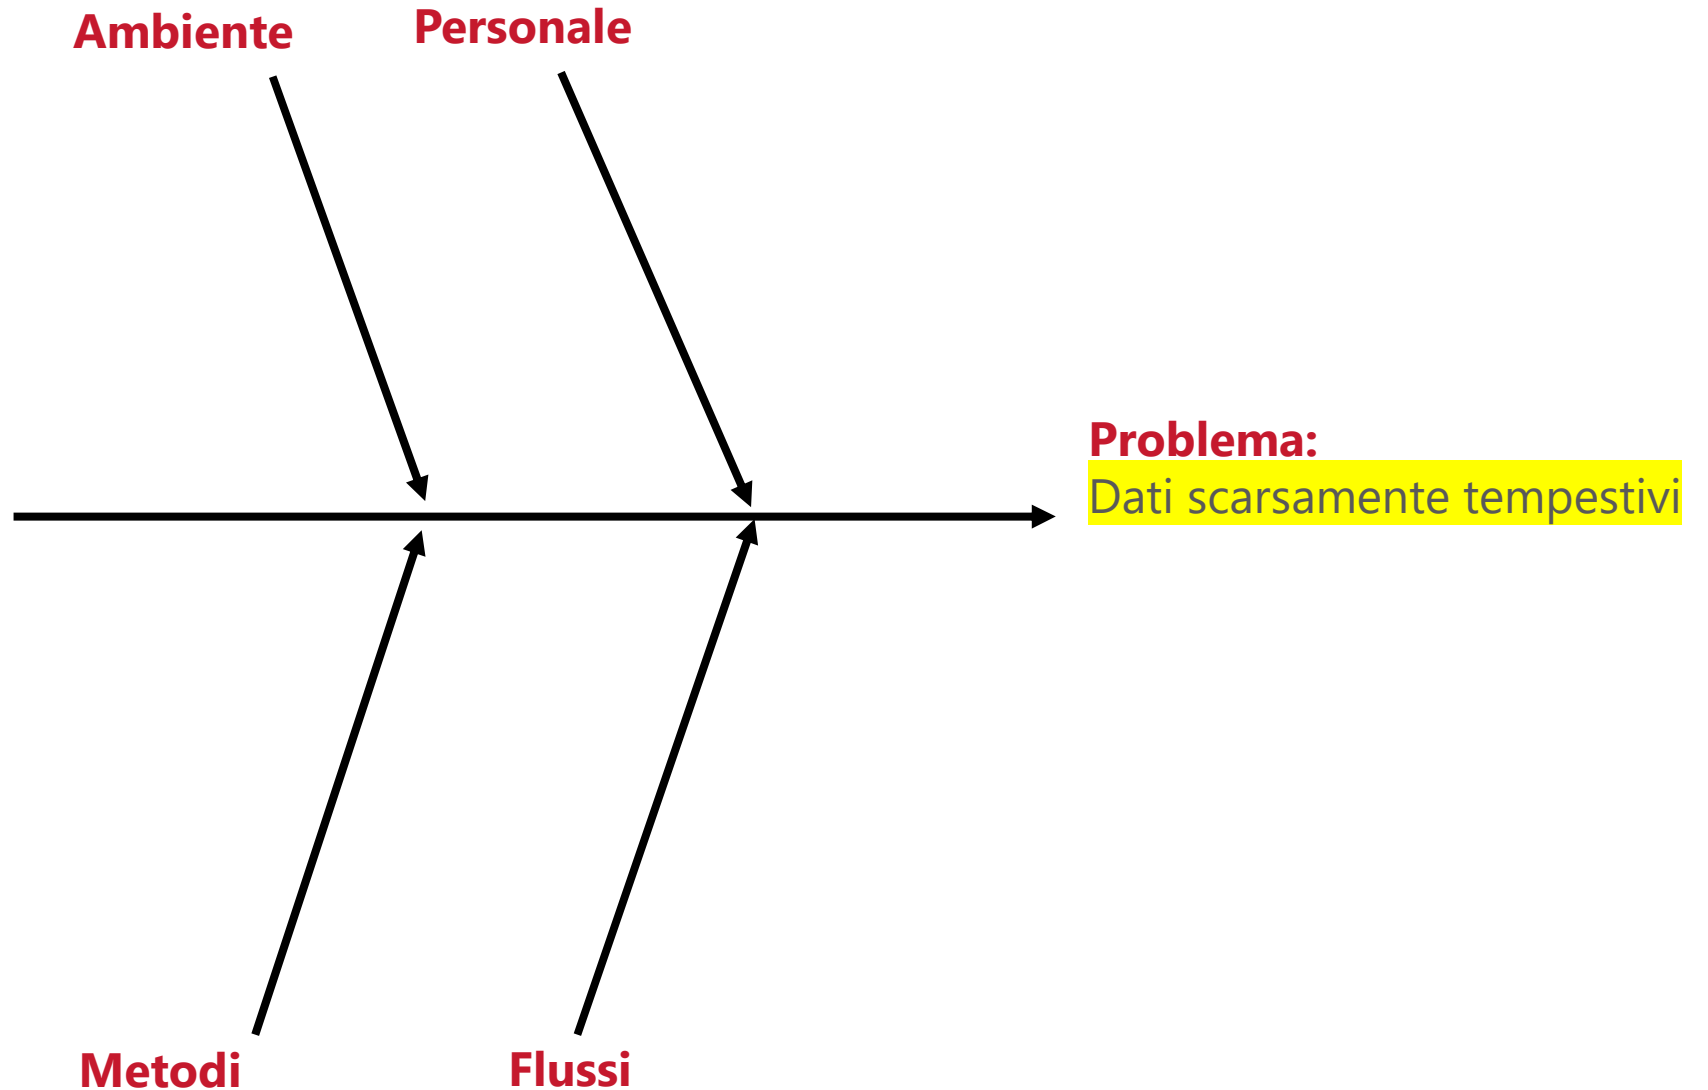 Ambiente
Personale
Problema:
Dati scarsamente tempestivi
Metodi
Flussi